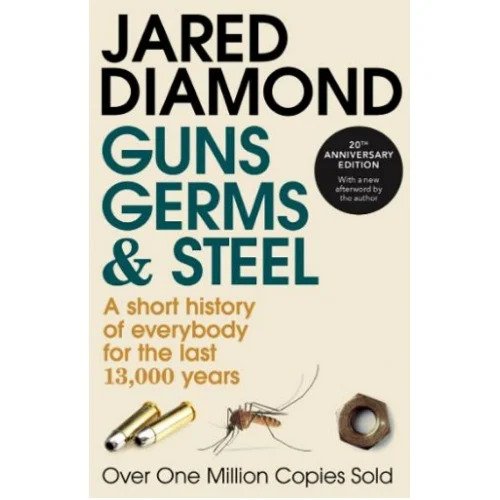 JARED
DIAMOND
GUNS
GERMS
& STEEL
20TH
ANNIVERSARY
EDITION
With a new
afterword by
the author
A short history
of everybody
for the last
13,000 years
Over One Million Copies Sold